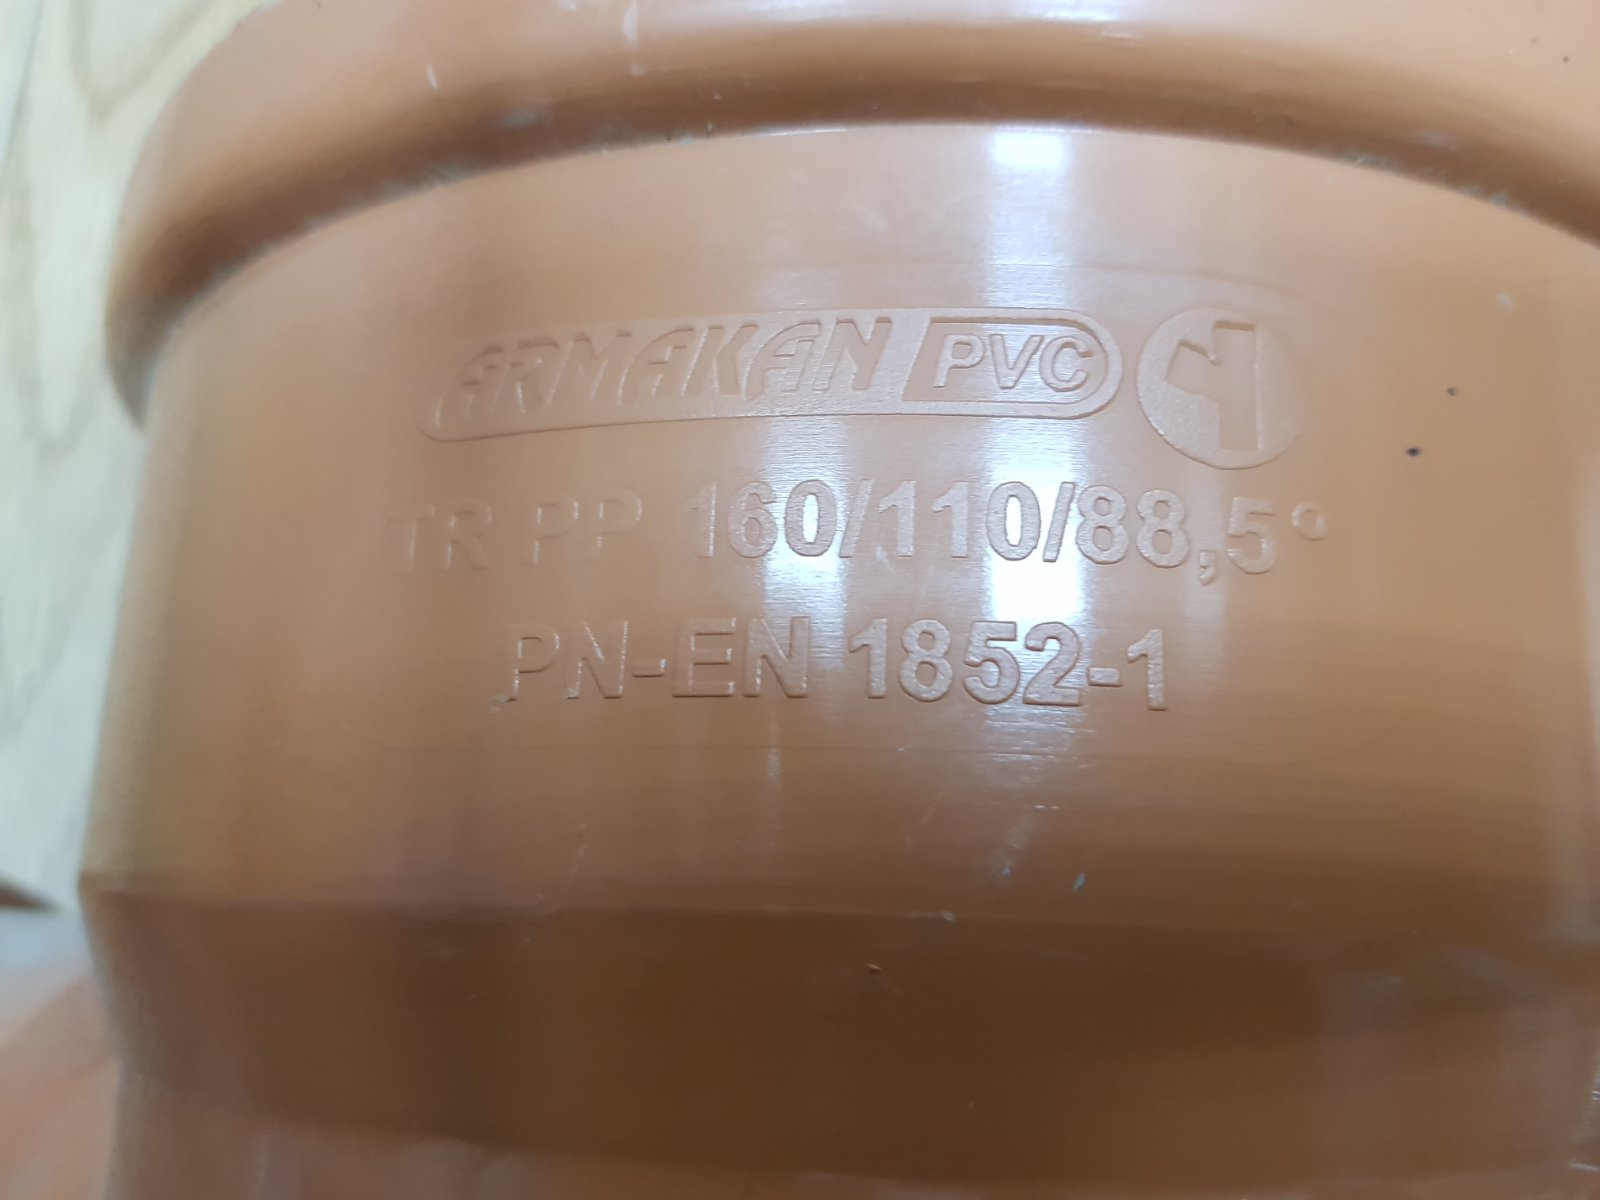 ARMAKAN PVC
TR PP 160/110/88,5°
PN-EN 1852-1